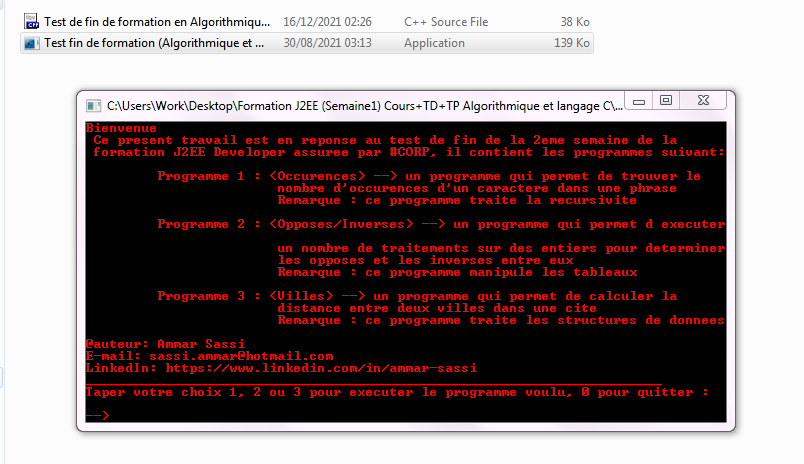 Test de fin de formation en Algorithmiqu... 16/12/2021 02:26 C++ Source File 38 Ko
Test fin de formation (Algorithmique et ... 30/08/2021 03:13 Application 139 Ko
C:\Users\Work\Desktop\Formation J2EE (Semaine1) Cours+TD+TP Algorithmique et langage C\...
Bienvenue
Ce present travail est en reponse au test de fin de la 2eme semaine de la
formation J2EE Developer assuree par #CORP, il contient les programmes suivant:
Programme 1 : <Occurences> --> un programme qui permet de trouver le
nombre d'occurences d'un caractere dans une phrase
Remarque : ce programme traite la recursivite
Programme 2 : <Opposes/Inverses> --> un programme qui permet d executer
un nombre de traitements sur des entiers pour determiner
les opposes et les inverses entre eux
Remarque : ce programme manipule les tableaux
Programme 3 : <Villes> --> un programme qui permet de calculer la
distance entre deux villes dans une cite
Remarque : ce programme traite les structures de donnees
@auteur: Ammar Sassi
E-mail: sassi.ammar@hotmail.com
LinkedIn: https://www.linkedin.com/in/ammar-sassi
Taper votre choix 1, 2 ou 3 pour executer le programme voulu, 0 pour quitter :
-->